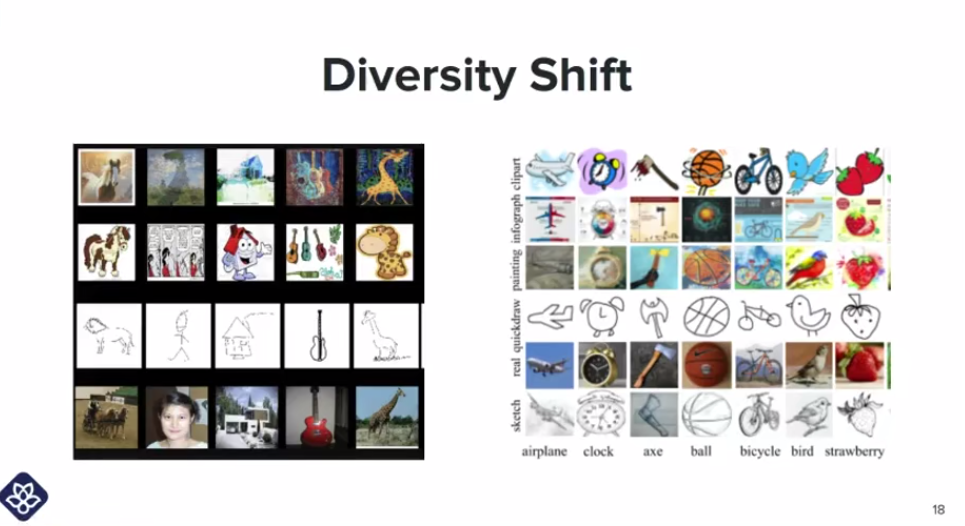 Diversity Shift
clipart
infograph
painting
quickdraw
real
sketch
airplane clock axe ball bicycle bird strawberry
18